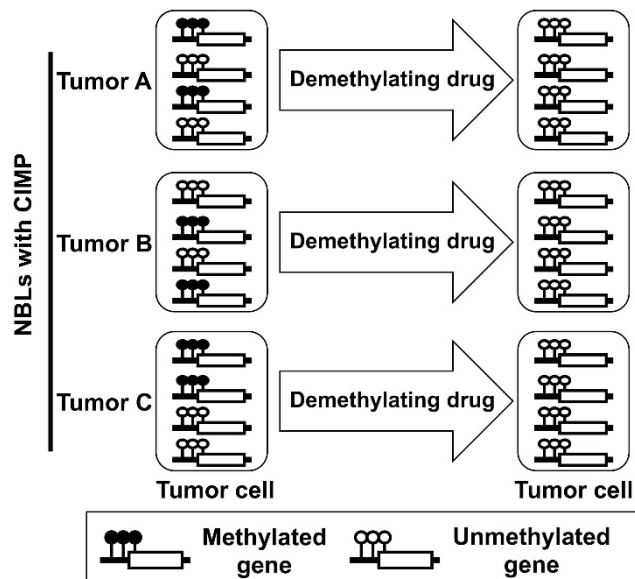 NBLs with CIMP
Tumor A
Demethylating drug
Tumor B
Demethylating drug
Tumor C
Demethylating drug
Tumor cell
Tumor cell
Methylated
gene
Unmethylated
gene